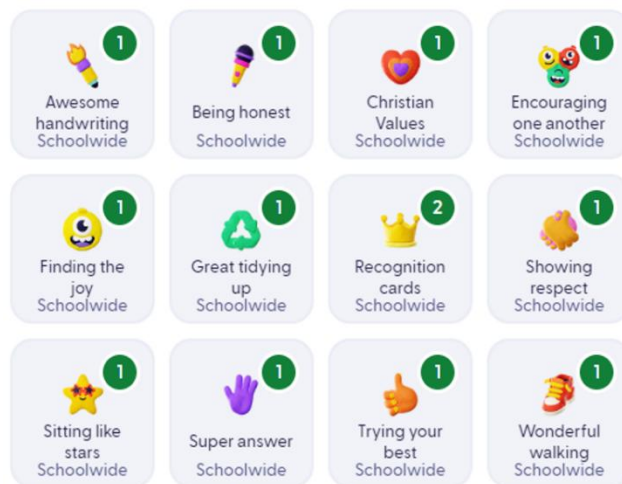 1
Awesome
handwriting
Schoolwide
1
Being honest
Schoolwide
1
Christian
Values
Schoolwide
1
Encouraging
one another
Schoolwide
1
Finding the
joy
Schoolwide
1
Great tidying
up
Schoolwide
2
Recognition
cards
Schoolwide
1
Showing
respect
Schoolwide
1
Sitting like
stars
Schoolwide
1
Super answer
Schoolwide
1
Trying your
best
Schoolwide
1
Wonderful
walking
Schoolwide